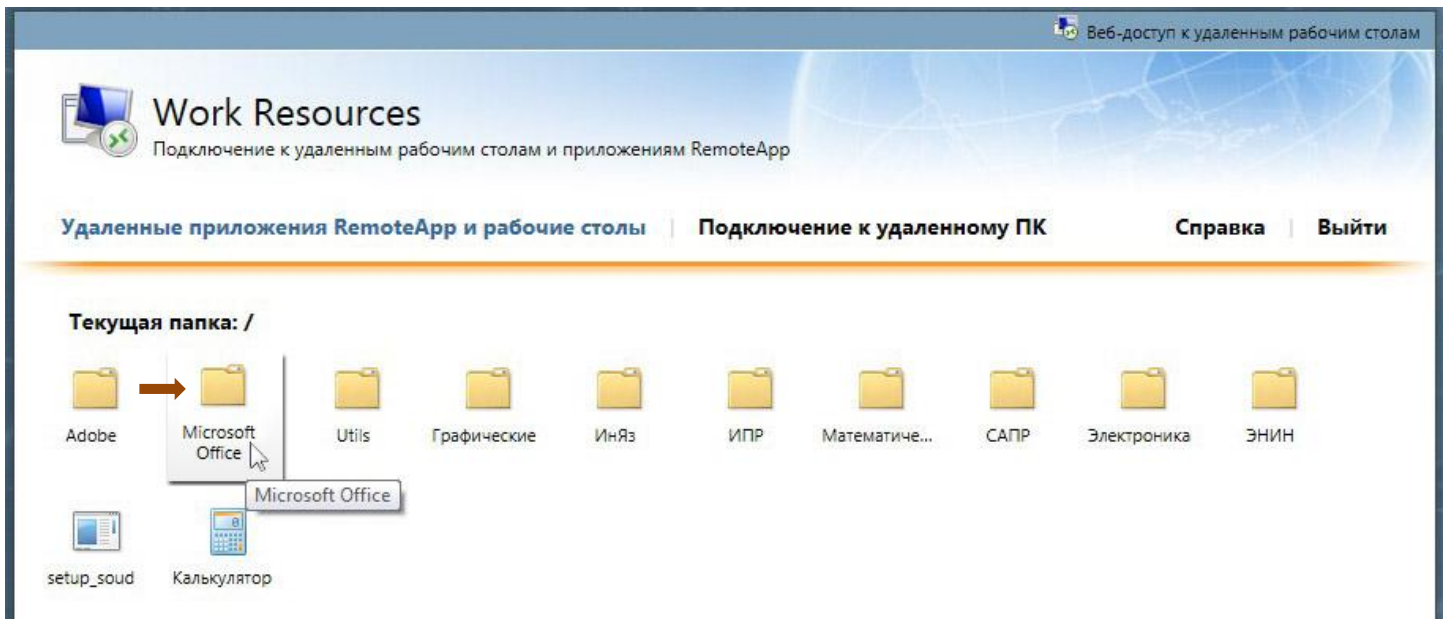 Веб-доступ к удаленным рабочим столам
Work Resources
Подключение к удаленным рабочим столам и приложениям RemoteApp
Удаленные приложения RemoteApp и рабочие столы | Подключение к удаленному ПК Справка | Выйти
Текущая папка: /
Adobe Microsoft Office Utils Графические ИнЯз ИПР Математиче... САПР Электроника ЭНИН
Microsoft Office
setup_soud Калькулятор